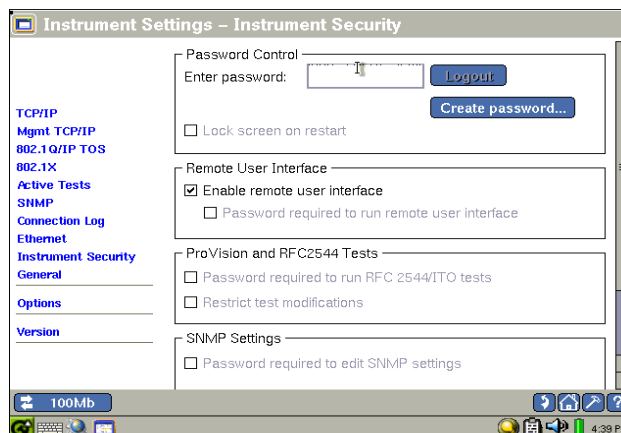 Instrument Settings – Instrument Security
Password Control
Enter password:
Logout
Create password...
Lock screen on restart
TCP/IP
Mgmt TCP/IP
802.1Q/IP TOS
802.1X
Active Tests
SNMP
Connection Log
Ethernet
Instrument Security
General
Options
Version
Remote User Interface
Enable remote user interface
Password required to run remote user interface
ProVision and RFC2544 Tests
Password required to run RFC 2544/ITO tests
Restrict test modifications
SNMP Settings
Password required to edit SNMP settings
100Mb
?
4:39 P